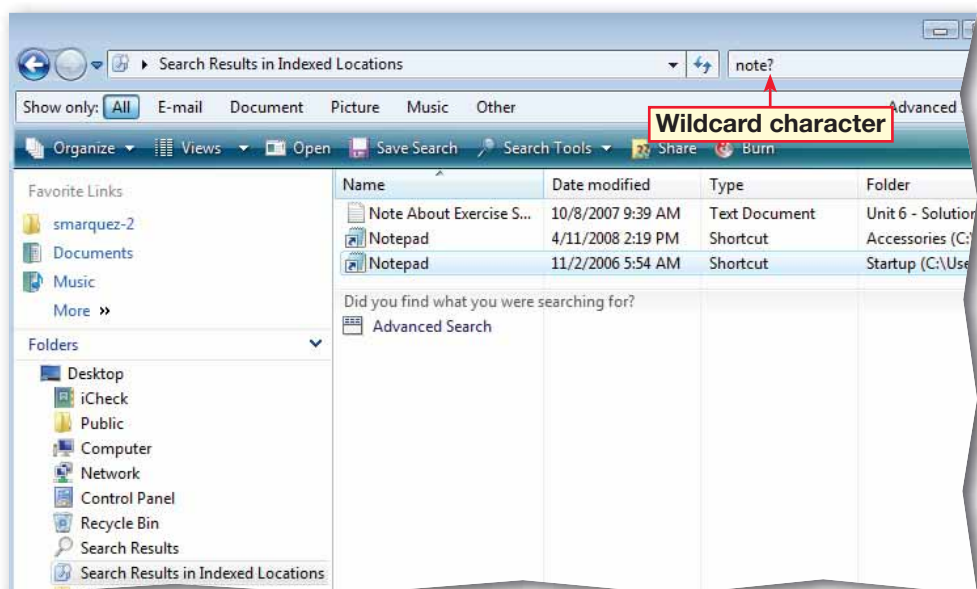 Search Results in Indexed Locations
note?
Show only: All E-mail Document Picture Music Other Advanced
Wildcard character
Organize Views Open Save Search Search Tools Share Burn
Favorite Links
smarquez-2
Documents
Music
More »
Folders
Desktop
iCheck
Public
Computer
Network
Control Panel
Recycle Bin
Search Results
Search Results in Indexed Locations
Name Date modified Type Folder
Note About Exercise S... 10/8/2007 9:39 AM Text Document Unit 6 - Solution
Notepad 4/11/2008 2:19 PM Shortcut Accessories (C:\
Notepad 11/2/2006 5:54 AM Shortcut Startup (C:\Use
Did you find what you were searching for?
Advanced Search